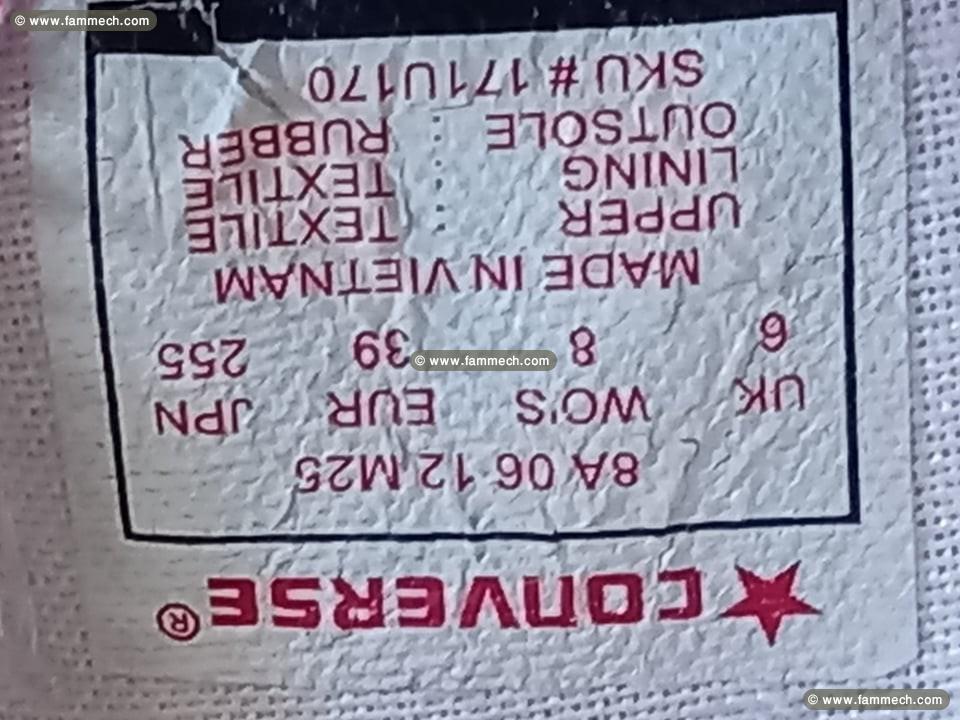 © www.fammech.com
CONVERSE®
8A 06 12 M25
UK WO'S EUR JPN
6 8 39 255
© www.fammech.com
MADE IN VIETNAM
UPPER : TEXTILE
LINING : TEXTILE
OUTSOLE : RUBBER
SKU # 171U170
© www.fammech.com